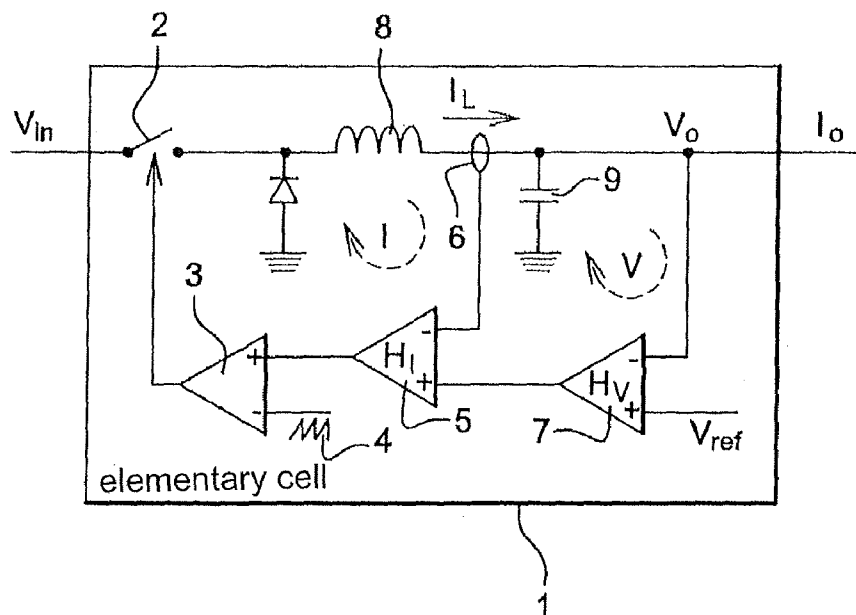 2
8
I_L
V_in
V_o
I_o
9
6
I
V
3
-
+
H_I
+
-
H_V
+
-
4
5
7
V_ref
elementary cell
1